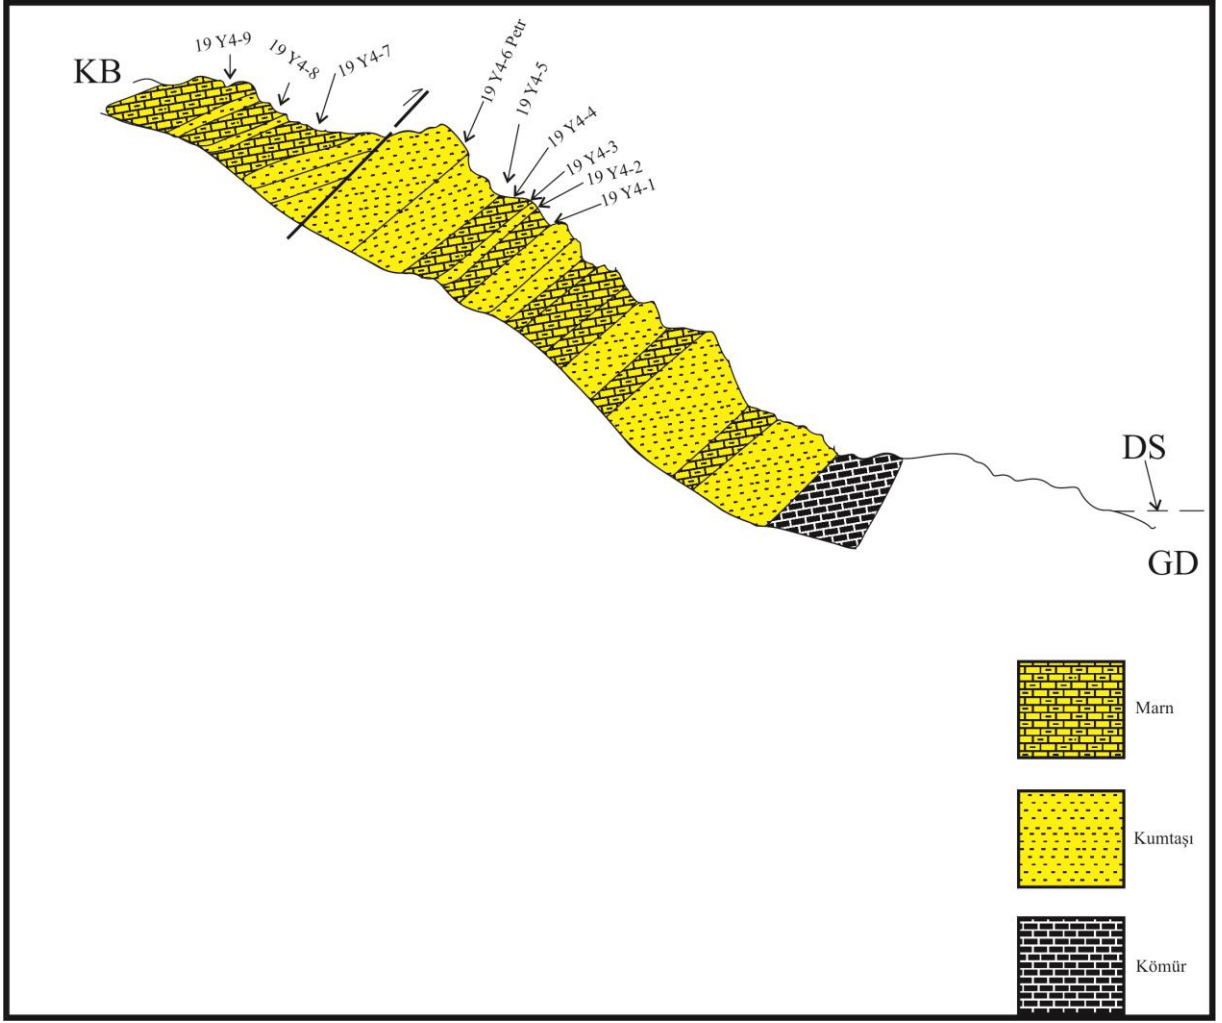 KB
19 Y4-9
19 Y4-8
19 Y4-7
19 Y4-6 Petr
19 Y4-5
19 Y4-4
19 Y4-3
19 Y4-2
19 Y4-1
DS
GD
Marn
Kumtaşı
Kömür